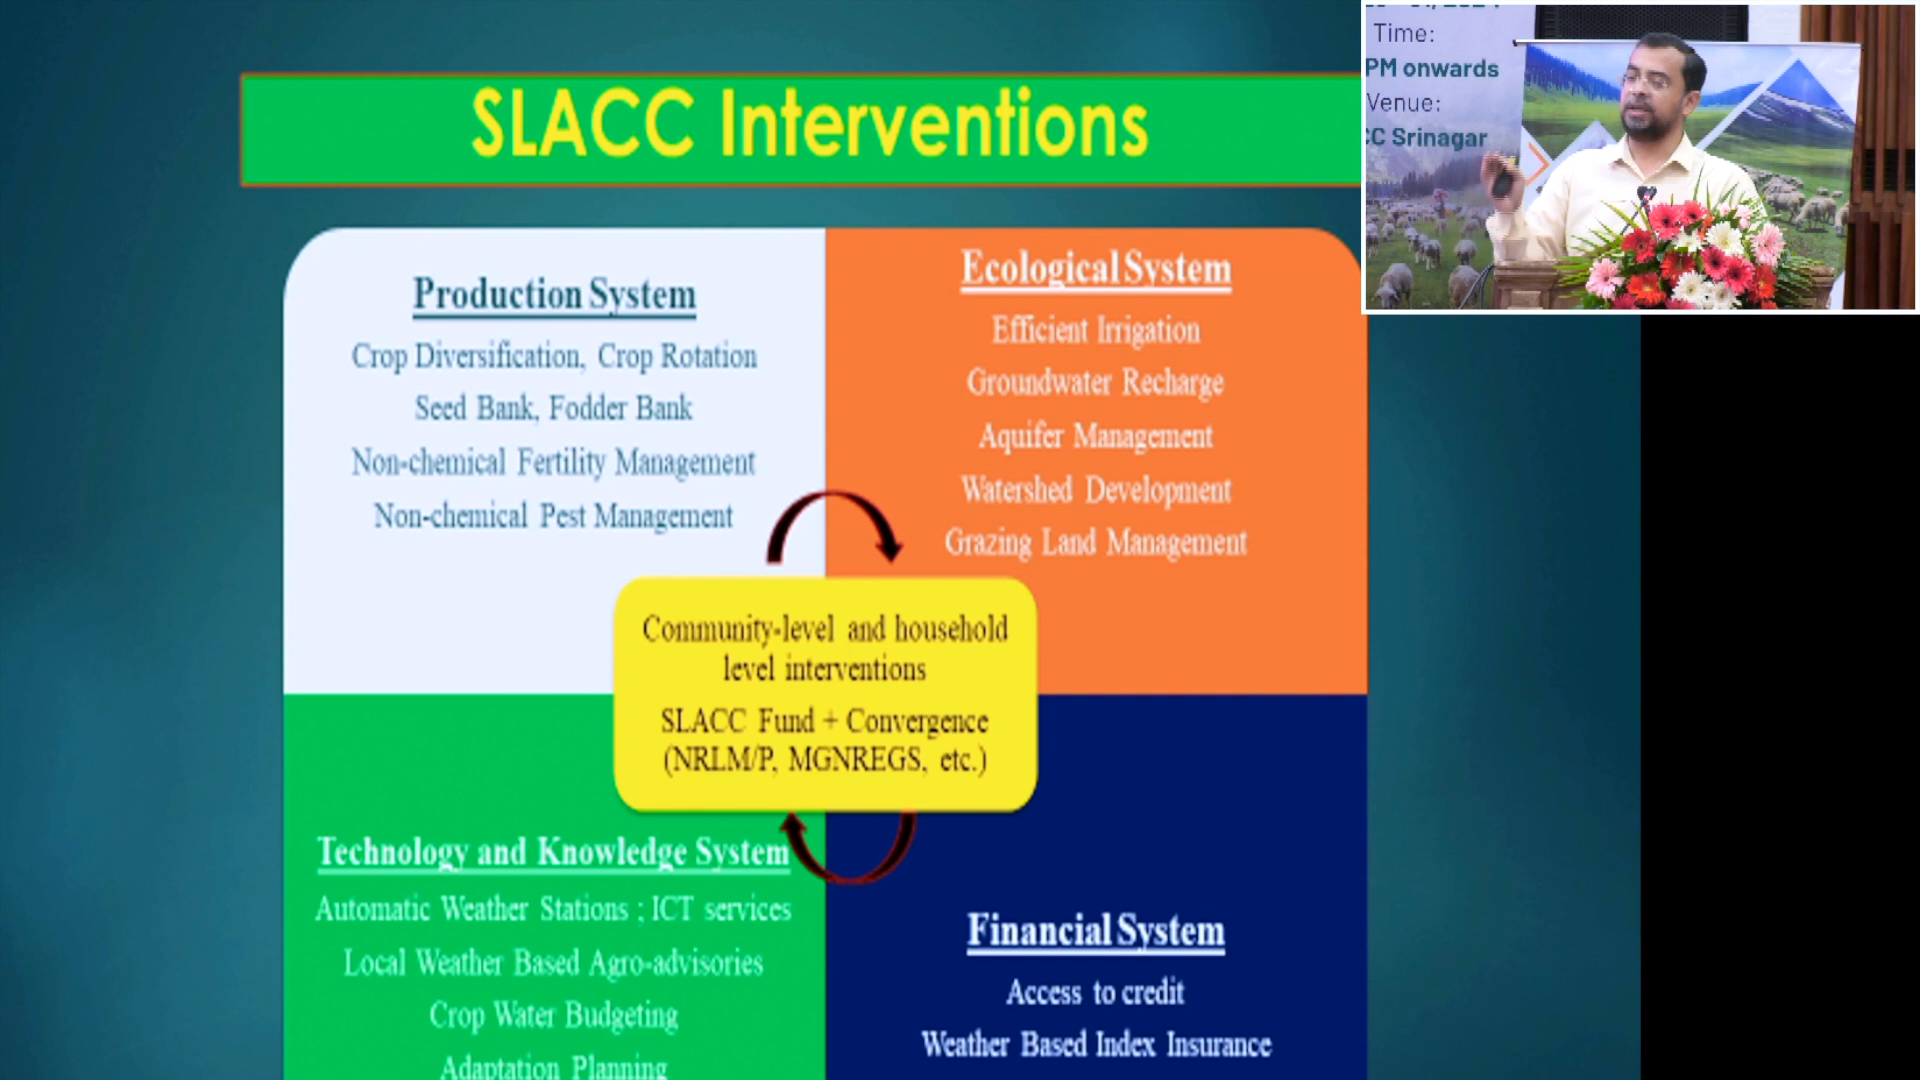 SLACC Interventions
Production System
Crop Diversification, Crop Rotation
Seed Bank, Fodder Bank
Non-chemical Fertility Management
Non-chemical Pest Management
Ecological System
Efficient Irrigation
Groundwater Recharge
Aquifer Management
Watershed Development
Grazing Land Management
Community-level and household
level interventions
SLACC Fund + Convergence
(NRLM/P, MGNREGS, etc.)
Technology and Knowledge System
Automatic Weather Stations ; ICT services
Local Weather Based Agro-advisories
Crop Water Budgeting
Adaptation Planning
Financial System
Access to credit
Weather Based Index Insurance
Time:
PM onwards
Venue:
CC Srinagar